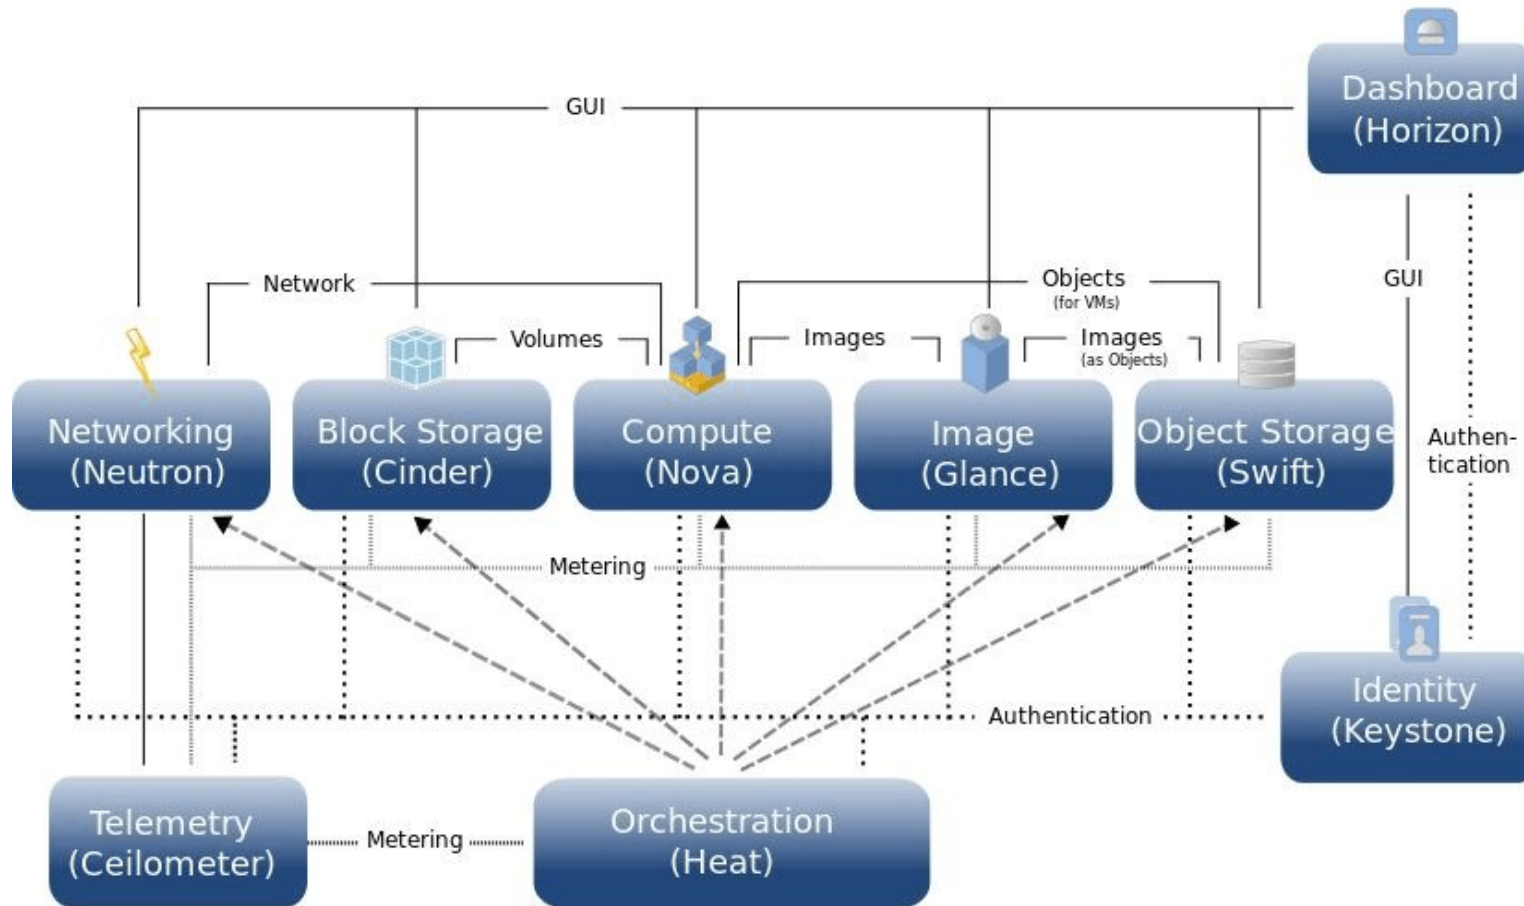 Dashboard
(Horizon)
GUI
Network
Objects
(for VMs)
GUI
Volumes
Images
Images
(as Objects)
Networking
(Neutron)
Block Storage
(Cinder)
Compute
(Nova)
Image
(Glance)
Object Storage
(Swift)
Authen-
tication
Metering
Authentication
Identity
(Keystone)
Telemetry
(Ceilometer)
Metering
Orchestration
(Heat)